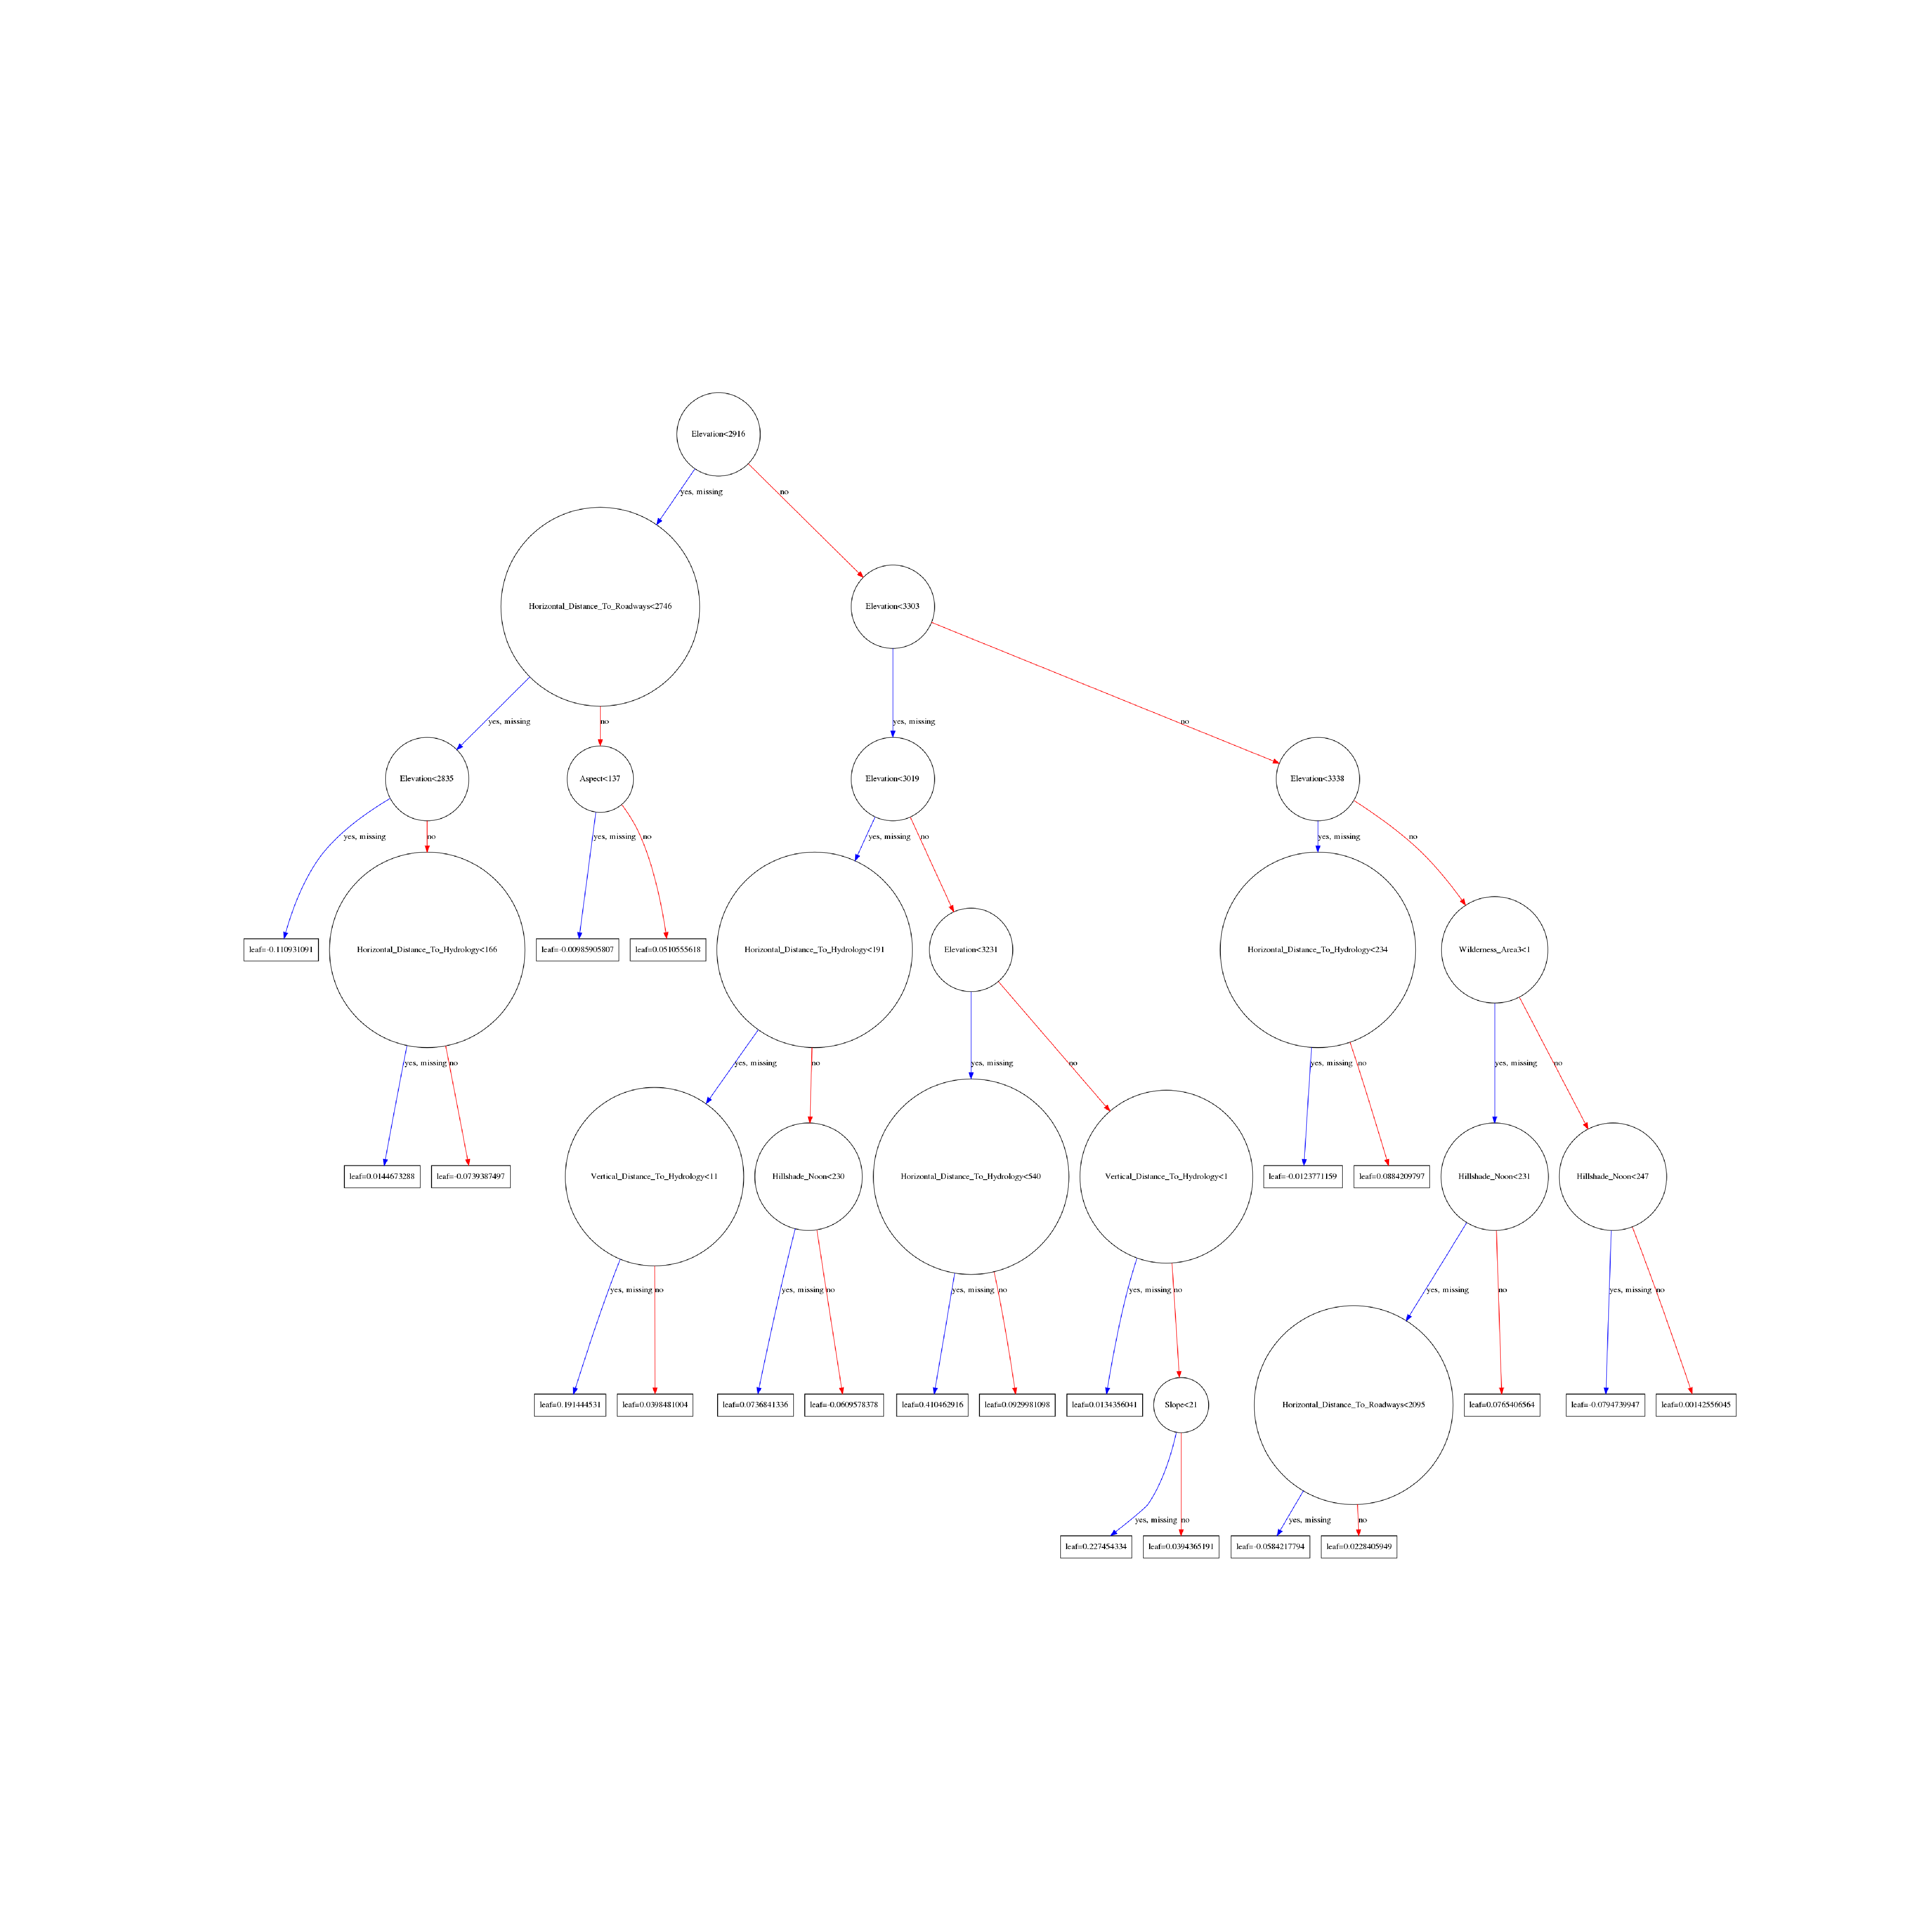 Elevation<2916
yes, missing
no
Horizontal_Distance_To_Roadways<2746
Elevation<3303
yes, missing
no
yes, missing
no
Elevation<2835
Aspect<137
Elevation<3019
Elevation<3338
yes, missing
no
yes, missing
no
yes, missing
no
yes, missing
no
leaf=-0.110931091
Horizontal_Distance_To_Hydrology<166
leaf=-0.00985905807
leaf=0.0510555618
Horizontal_Distance_To_Hydrology<191
Elevation<3231
Horizontal_Distance_To_Hydrology<234
Wilderness_Area3<1
yes, missing
no
yes, missing
no
yes, missing
no
yes, missing
no
yes, missing
no
leaf=0.0144673288
leaf=-0.0739387497
Vertical_Distance_To_Hydrology<11
Hillshade_Noon<230
Horizontal_Distance_To_Hydrology<540
Vertical_Distance_To_Hydrology<1
leaf=-0.0123771159
leaf=0.0884209797
Hillshade_Noon<231
Hillshade_Noon<247
yes, missing
no
yes, missing
no
yes, missing
no
yes, missing
no
yes, missing
no
yes, missing
no
leaf=0.191444531
leaf=0.0398481004
leaf=0.0736841336
leaf=-0.0609578378
leaf=0.410462916
leaf=0.0929981098
leaf=0.0134356041
Slope<21
Horizontal_Distance_To_Roadways<2095
leaf=0.0765406564
leaf=-0.0794739947
leaf=0.00142556045
yes, missing
no
yes, missing
no
leaf=0.227454334
leaf=0.0394365191
leaf=-0.0584217794
leaf=0.0228405949